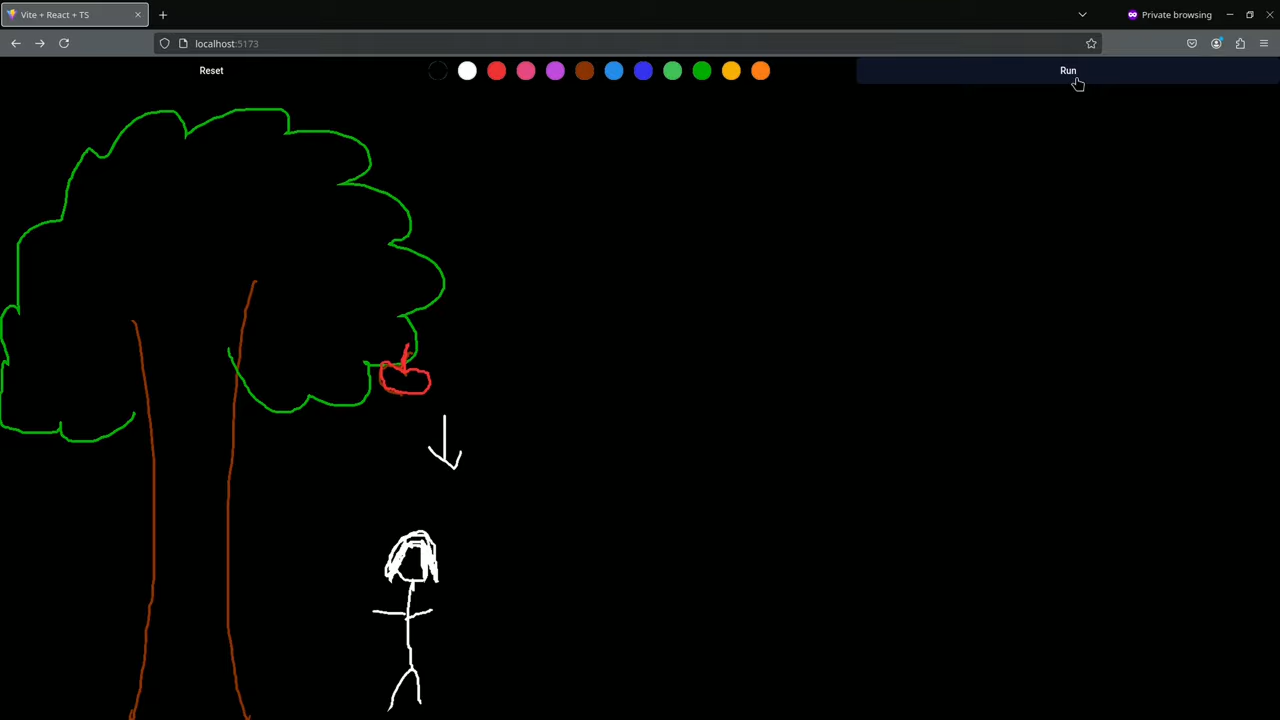 Vite + React + TS
Private browsing
localhost:5173
Reset
Run